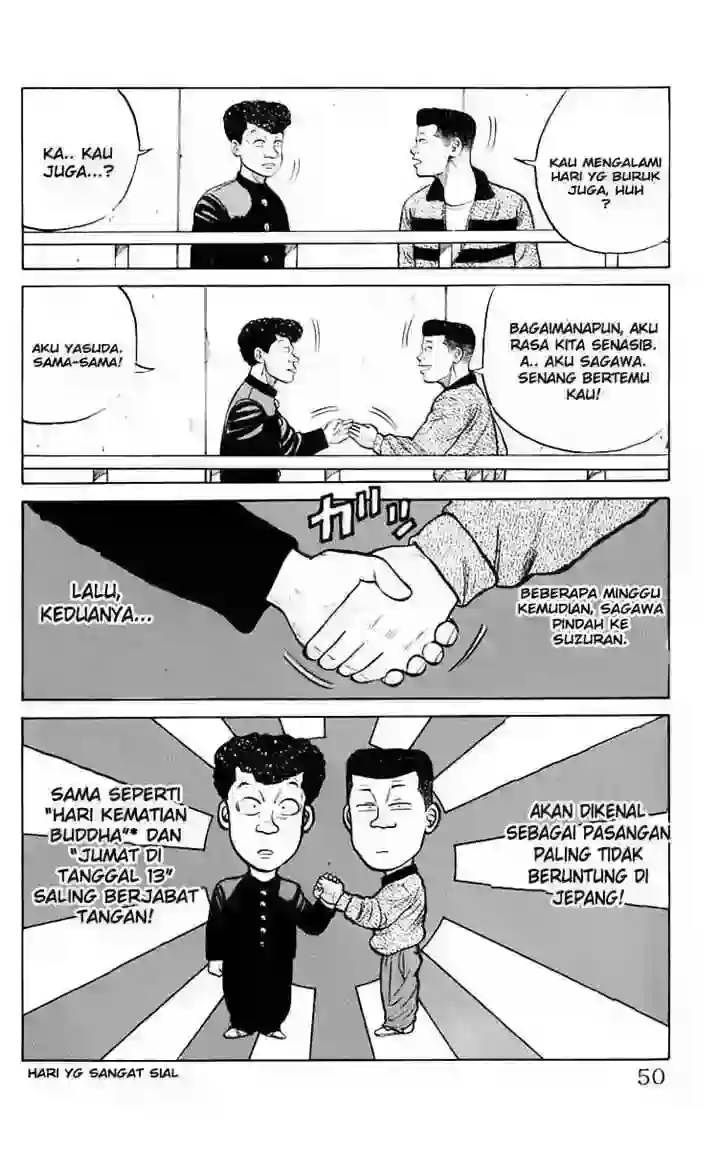 KA.. KAU
JUGA...?
KAU MENGALAMI
HARI YG BURUK
JUGA, HUH
?
AKU YASUDA.
SAMA-SAMA!
BAGAIMANAPUN, AKU
RASA KITA SENASIB.
A.. AKU SAGAWA.
SENANG BERTEMU
KAU!
ガシッ
LALU,
KEDUANYA...
BEBERAPA MINGGU
KEMUDIAN, SAGAWA
PINDAH KE
SUZURAN.
SAMA SEPERTI
"HARI KEMATIAN
BUDDHA"* DAN
"JUMAT DI
TANGGAL 13"
SALING BERJABAT
TANGAN!
AKAN DIKENAL
SEBAGAI PASANGAN
PALING TIDAK
BERUNTUNG DI
JEPANG!
HARI YG SANGAT SIAL
50